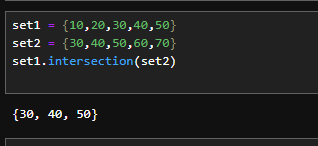 set1 = {10,20,30,40,50}
set2 = {30,40,50,60,70}
set1.intersection(set2)
{30, 40, 50}